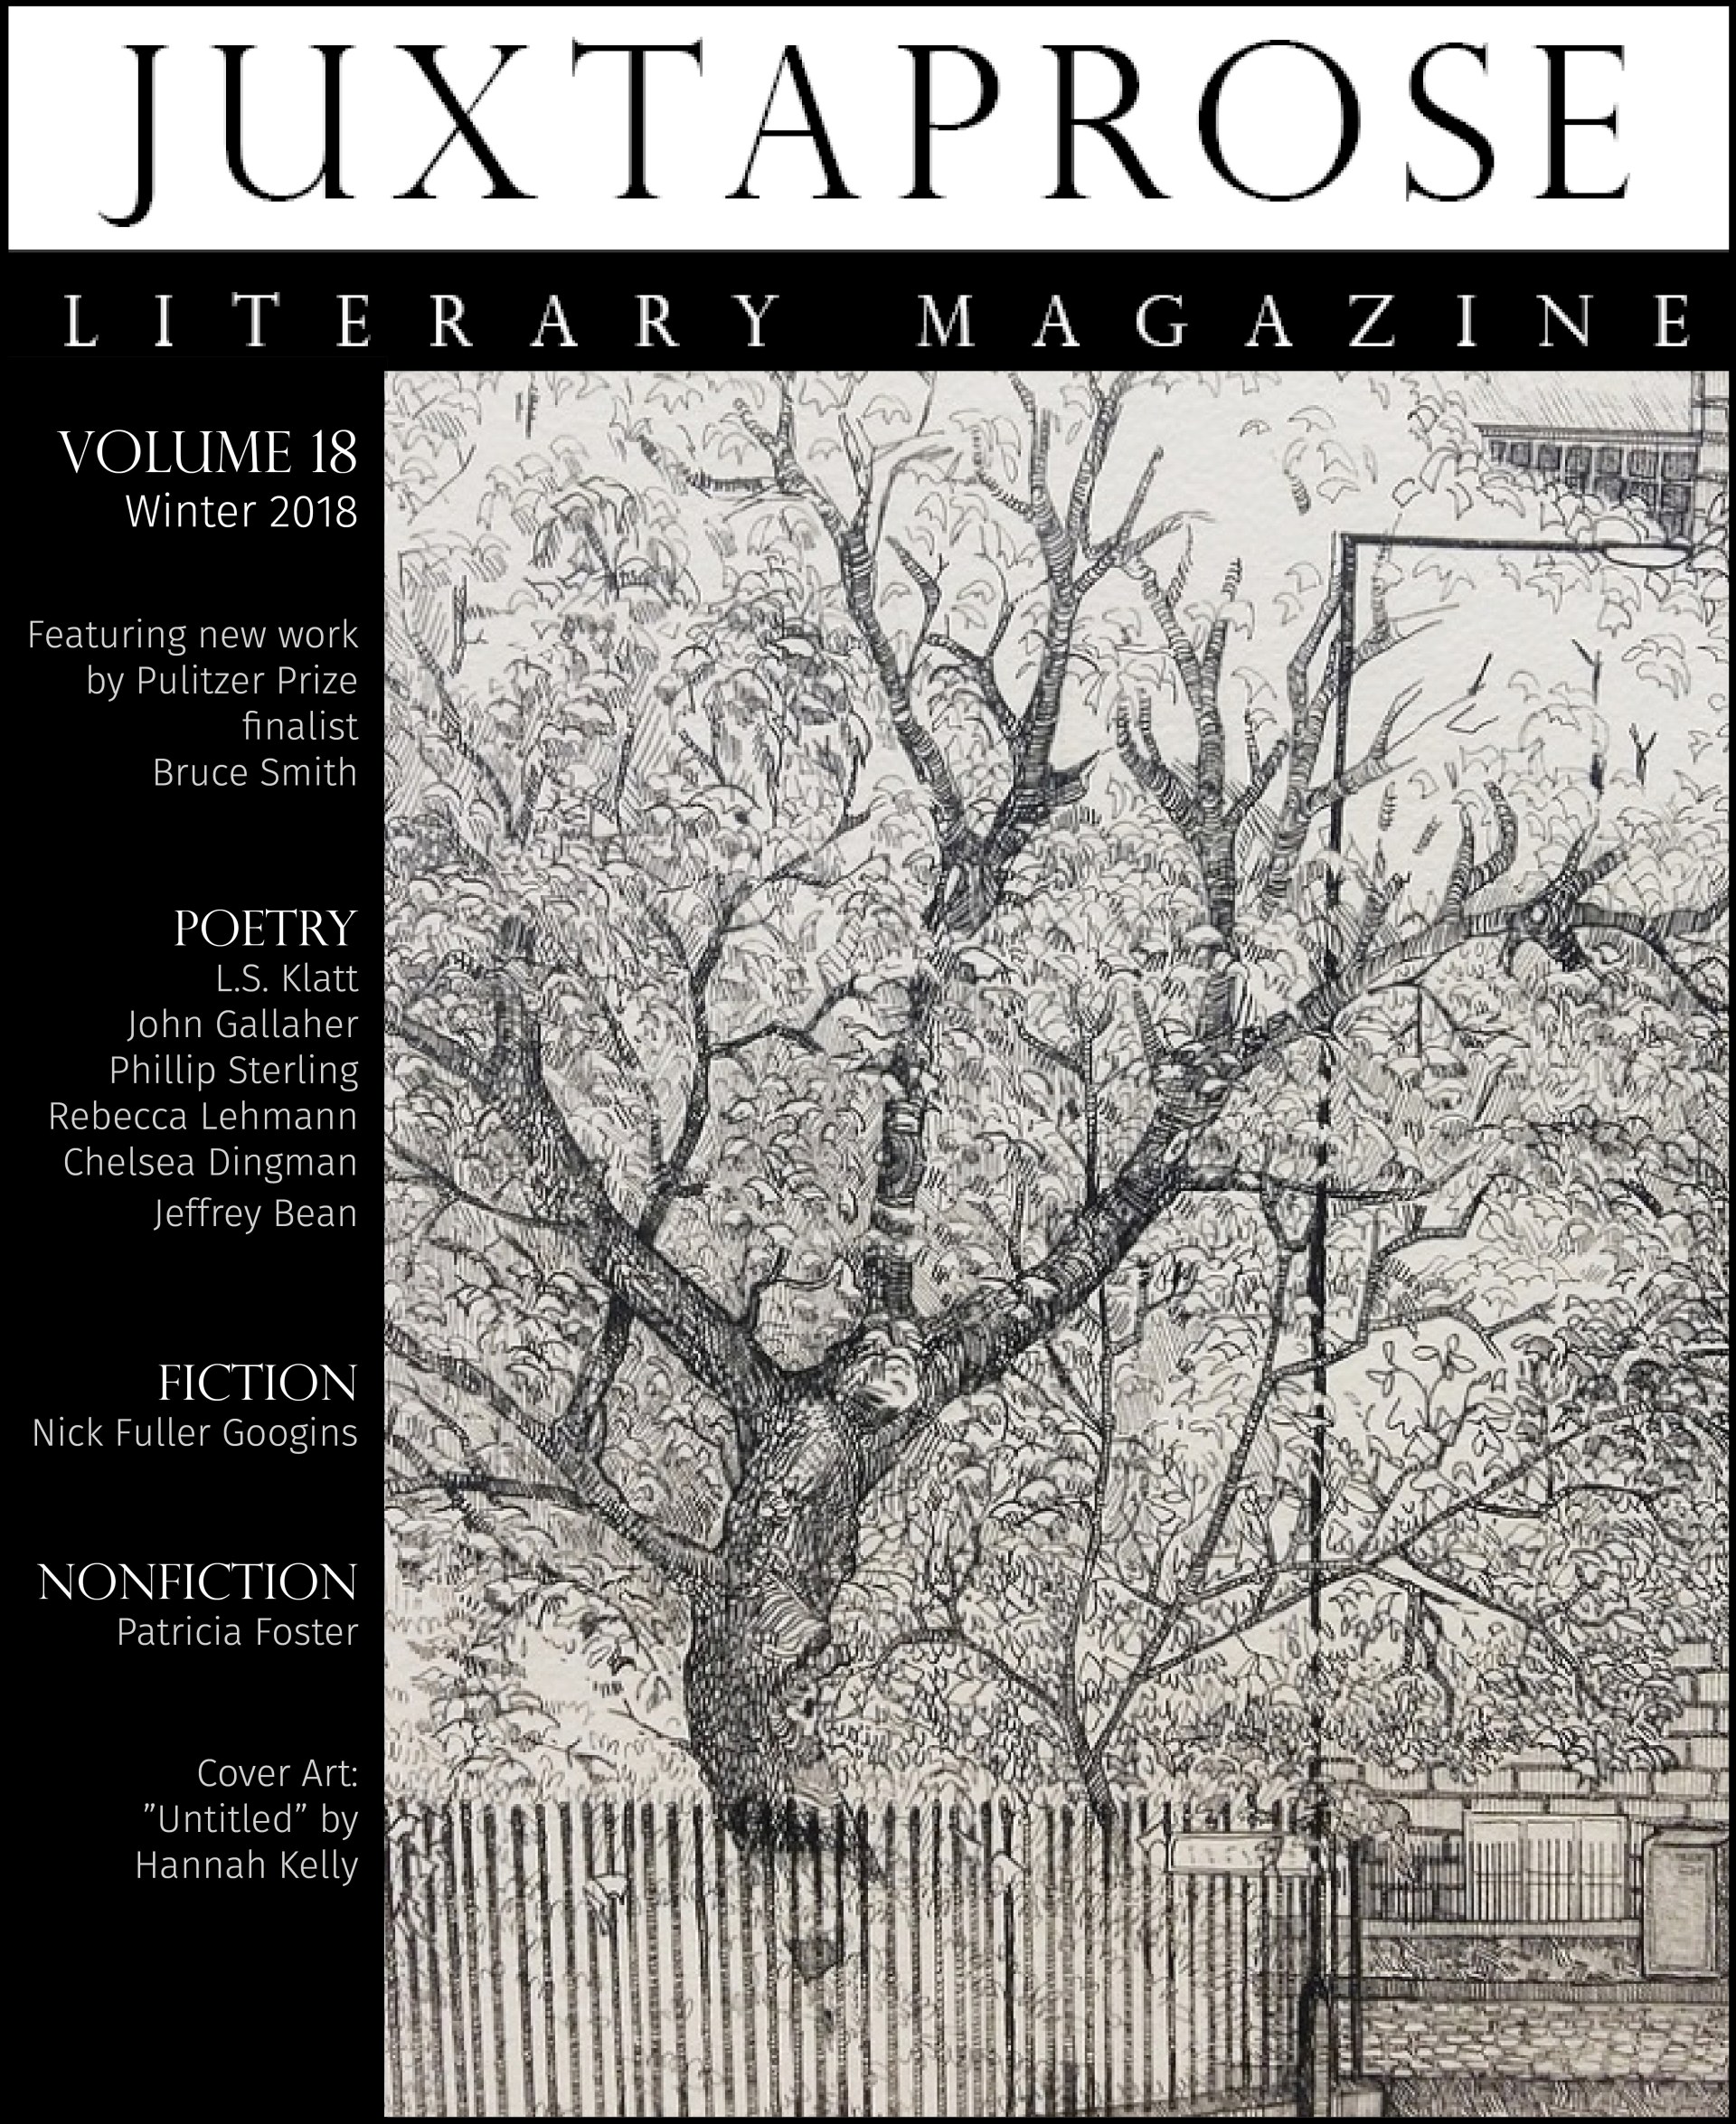 JUXTAPROSE
LITERARY MAGAZINE
VOLUME 18
Winter 2018
Featuring new work
by Pulitzer Prize
finalist
Bruce Smith
POETRY
L.S. Klatt
John Gallaher
Phillip Sterling
Rebecca Lehmann
Chelsea Dingman
Jeffrey Bean
FICTION
Nick Fuller Googins
NONFICTION
Patricia Foster
Cover Art:
”Untitled” by
Hannah Kelly